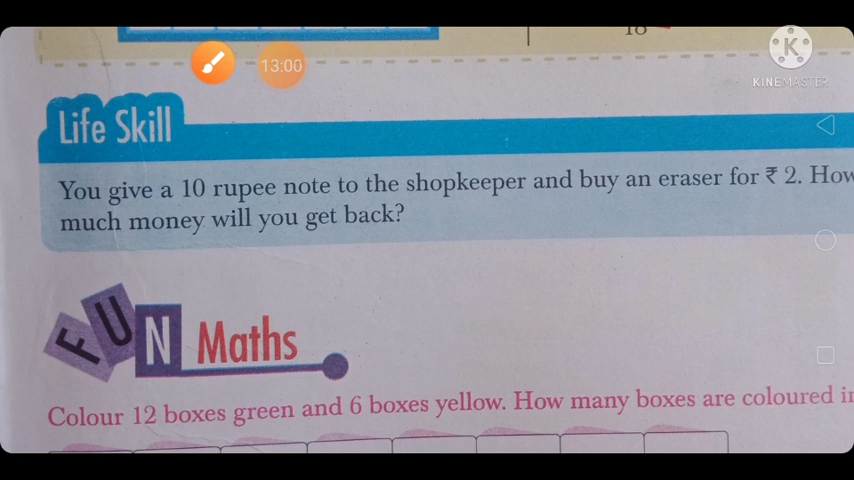 18
13:00
K
KINEMASTER
Life Skill
You give a 10 rupee note to the shopkeeper and buy an eraser for ₹ 2. How
much money will you get back?
FUN Maths
Colour 12 boxes green and 6 boxes yellow. How many boxes are coloured in